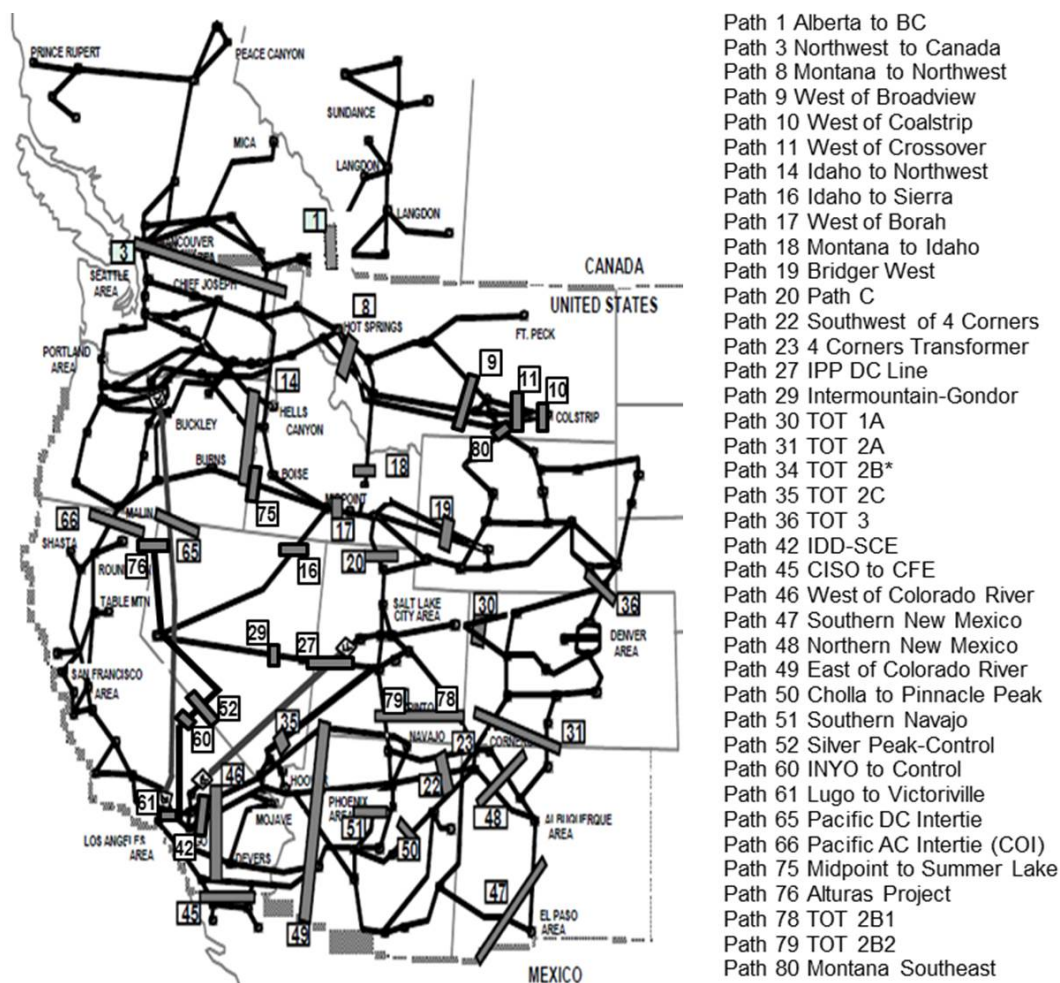 PRINCE RUPERT
PEACE CANYON
SUNDANCE
MICA
LANGDON
LANGDON
1
3
VANCOUVER
SEATTLE
AREA
CHIEF JOSEPH
CANADA
UNITED STATES
8
HOT SPRINGS
FT. PECK
PORTLAND
AREA
9
11
10
14
HELLS
CANYON
COLSTRIP
BUCKLEY
80
BURNS
BOISE
18
75
MIDPOINT
17
19
66
MALIN
65
SHASTA
76
16
20
TABLE MTN
SALT LAKE
CITY AREA
30
36
DENVER
AREA
29
27
SAN FRANCISCO
AREA
52
79
78
60
35
NAVAJO
23
31
46
HOOVER
22
61
MOJAVE
PHOENIX
AREA
48
51
50
ALBUQUERQUE
AREA
LOS ANGELES
AREA
42
DEVERS
45
47
49
EL PASO
AREA
MEXICO
Path 1 Alberta to BC
Path 3 Northwest to Canada
Path 8 Montana to Northwest
Path 9 West of Broadview
Path 10 West of Coalstrip
Path 11 West of Crossover
Path 14 Idaho to Northwest
Path 16 Idaho to Sierra
Path 17 West of Borah
Path 18 Montana to Idaho
Path 19 Bridger West
Path 20 Path C
Path 22 Southwest of 4 Corners
Path 23 4 Corners Transformer
Path 27 IPP DC Line
Path 29 Intermountain-Gondor
Path 30 TOT 1A
Path 31 TOT 2A
Path 34 TOT 2B*
Path 35 TOT 2C
Path 36 TOT 3
Path 42 IDD-SCE
Path 45 CISO to CFE
Path 46 West of Colorado River
Path 47 Southern New Mexico
Path 48 Northern New Mexico
Path 49 East of Colorado River
Path 50 Cholla to Pinnacle Peak
Path 51 Southern Navajo
Path 52 Silver Peak-Control
Path 60 INYO to Control
Path 61 Lugo to Victoriville
Path 65 Pacific DC Intertie
Path 66 Pacific AC Intertie (COI)
Path 75 Midpoint to Summer Lake
Path 76 Alturas Project
Path 78 TOT 2B1
Path 79 TOT 2B2
Path 80 Montana Southeast